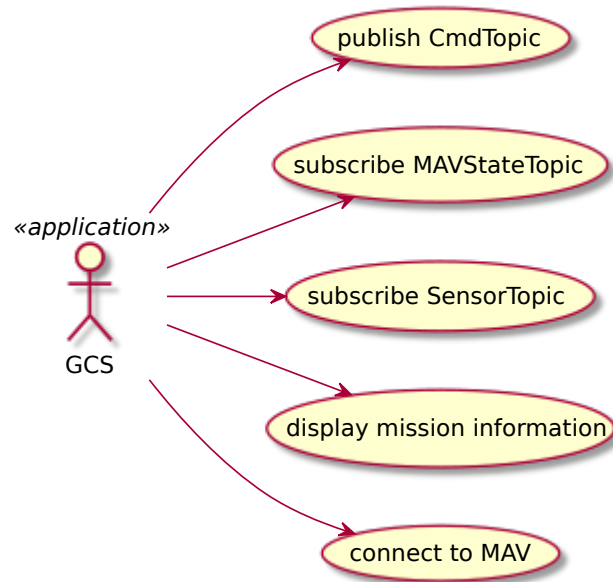 publish CmdTopic
subscribe MAVStateTopic
«application»
GCS
subscribe SensorTopic
display mission information
connect to MAV